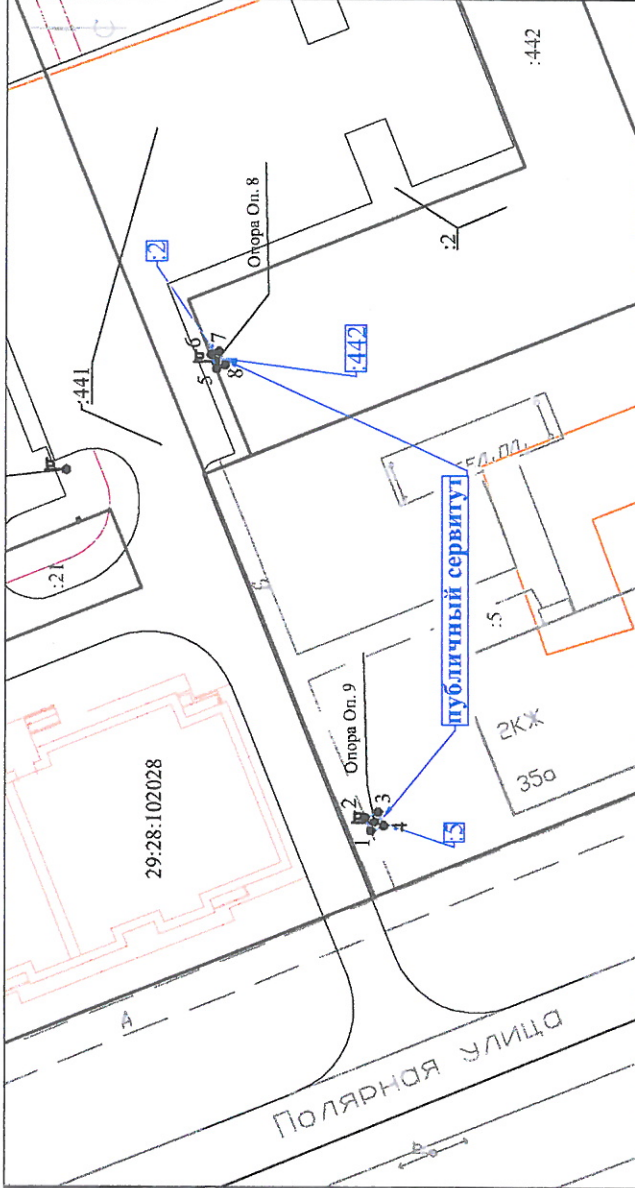 :442
:441
:2
Опора Оп. 8
6
7
5
8
:2
:442
:21
публичный сервитут
:5
Опора Оп. 9
2КЖ
35а
2
1
3
4
:5
29:28:102028
А
Полярная улица